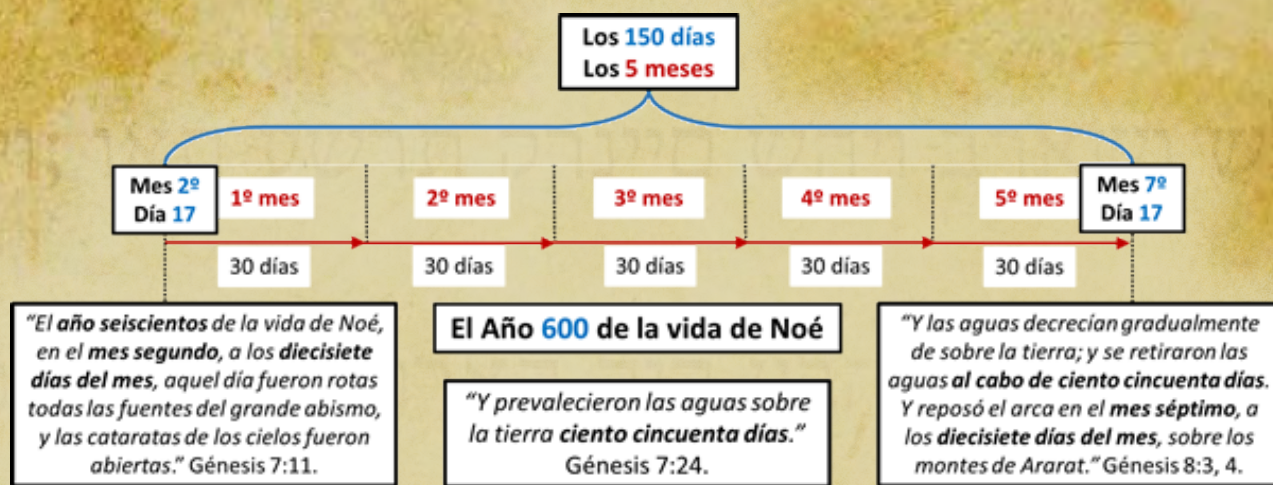 Los 150 días
Los 5 meses
Mes 2º
Día 17
1º mes
2º mes
3º mes
4º mes
5º mes
Mes 7º
Día 17
30 días
30 días
30 días
30 días
30 días
"El año seiscientos de la vida de Noé,
en el mes segundo, a los diecisiete
días del mes, aquel día fueron rotas
todas las fuentes del grande abismo,
y las cataratas de los cielos fueron
abiertas." Génesis 7:11.
El Año 600 de la vida de Noé
"Y prevalecieron las aguas sobre
la tierra ciento cincuenta días."
Génesis 7:24.
"Y las aguas decrecían gradualmente
de sobre la tierra; y se retiraron las
aguas al cabo de ciento cincuenta días.
Y reposó el arca en el mes séptimo, a
los diecisiete días del mes, sobre los
montes de Ararat." Génesis 8:3, 4.